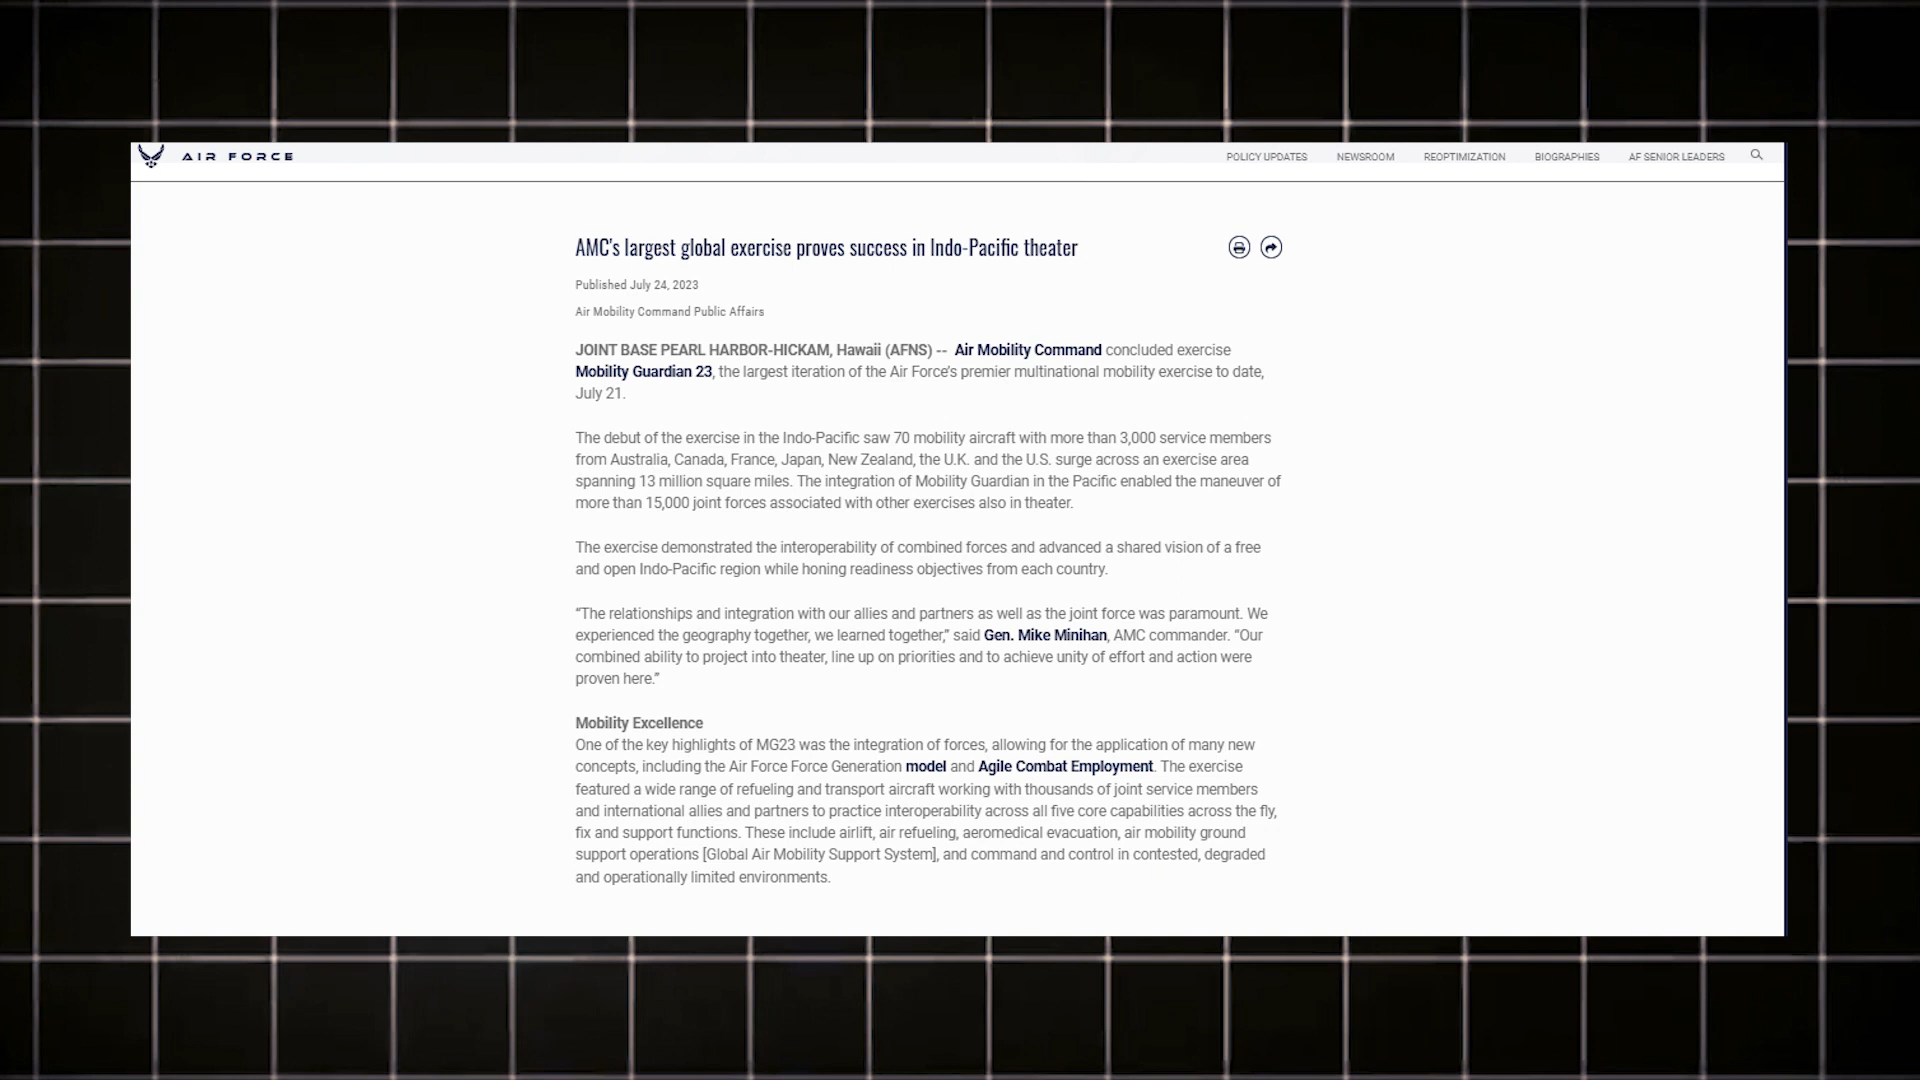 AIR FORCE
POLICY UPDATES NEWSROOM REOPTIMIZATION BIOGRAPHIES AF SENIOR LEADERS
AMC's largest global exercise proves success in Indo-Pacific theater
Published July 24, 2023
Air Mobility Command Public Affairs
JOINT BASE PEARL HARBOR-HICKAM, Hawaii (AFNS) -- Air Mobility Command concluded exercise
Mobility Guardian 23, the largest iteration of the Air Force's premier multinational mobility exercise to date,
July 21.
The debut of the exercise in the Indo-Pacific saw 70 mobility aircraft with more than 3,000 service members
from Australia, Canada, France, Japan, New Zealand, the U.K. and the U.S. surge across an exercise area
spanning 13 million square miles. The integration of Mobility Guardian in the Pacific enabled the maneuver of
more than 15,000 joint forces associated with other exercises also in theater.
The exercise demonstrated the interoperability of combined forces and advanced a shared vision of a free
and open Indo-Pacific region while honing readiness objectives from each country.
“The relationships and integration with our allies and partners as well as the joint force was paramount. We
experienced the geography together, we learned together,” said Gen. Mike Minihan, AMC commander. “Our
combined ability to project into theater, line up on priorities and to achieve unity of effort and action were
proven here.”
Mobility Excellence
One of the key highlights of MG23 was the integration of forces, allowing for the application of many new
concepts, including the Air Force Force Generation model and Agile Combat Employment. The exercise
featured a wide range of refueling and transport aircraft working with thousands of joint service members
and international allies and partners to practice interoperability across all five core capabilities across the fly,
fix and support functions. These include airlift, air refueling, aeromedical evacuation, air mobility ground
support operations [Global Air Mobility Support System], and command and control in contested, degraded
and operationally limited environments.